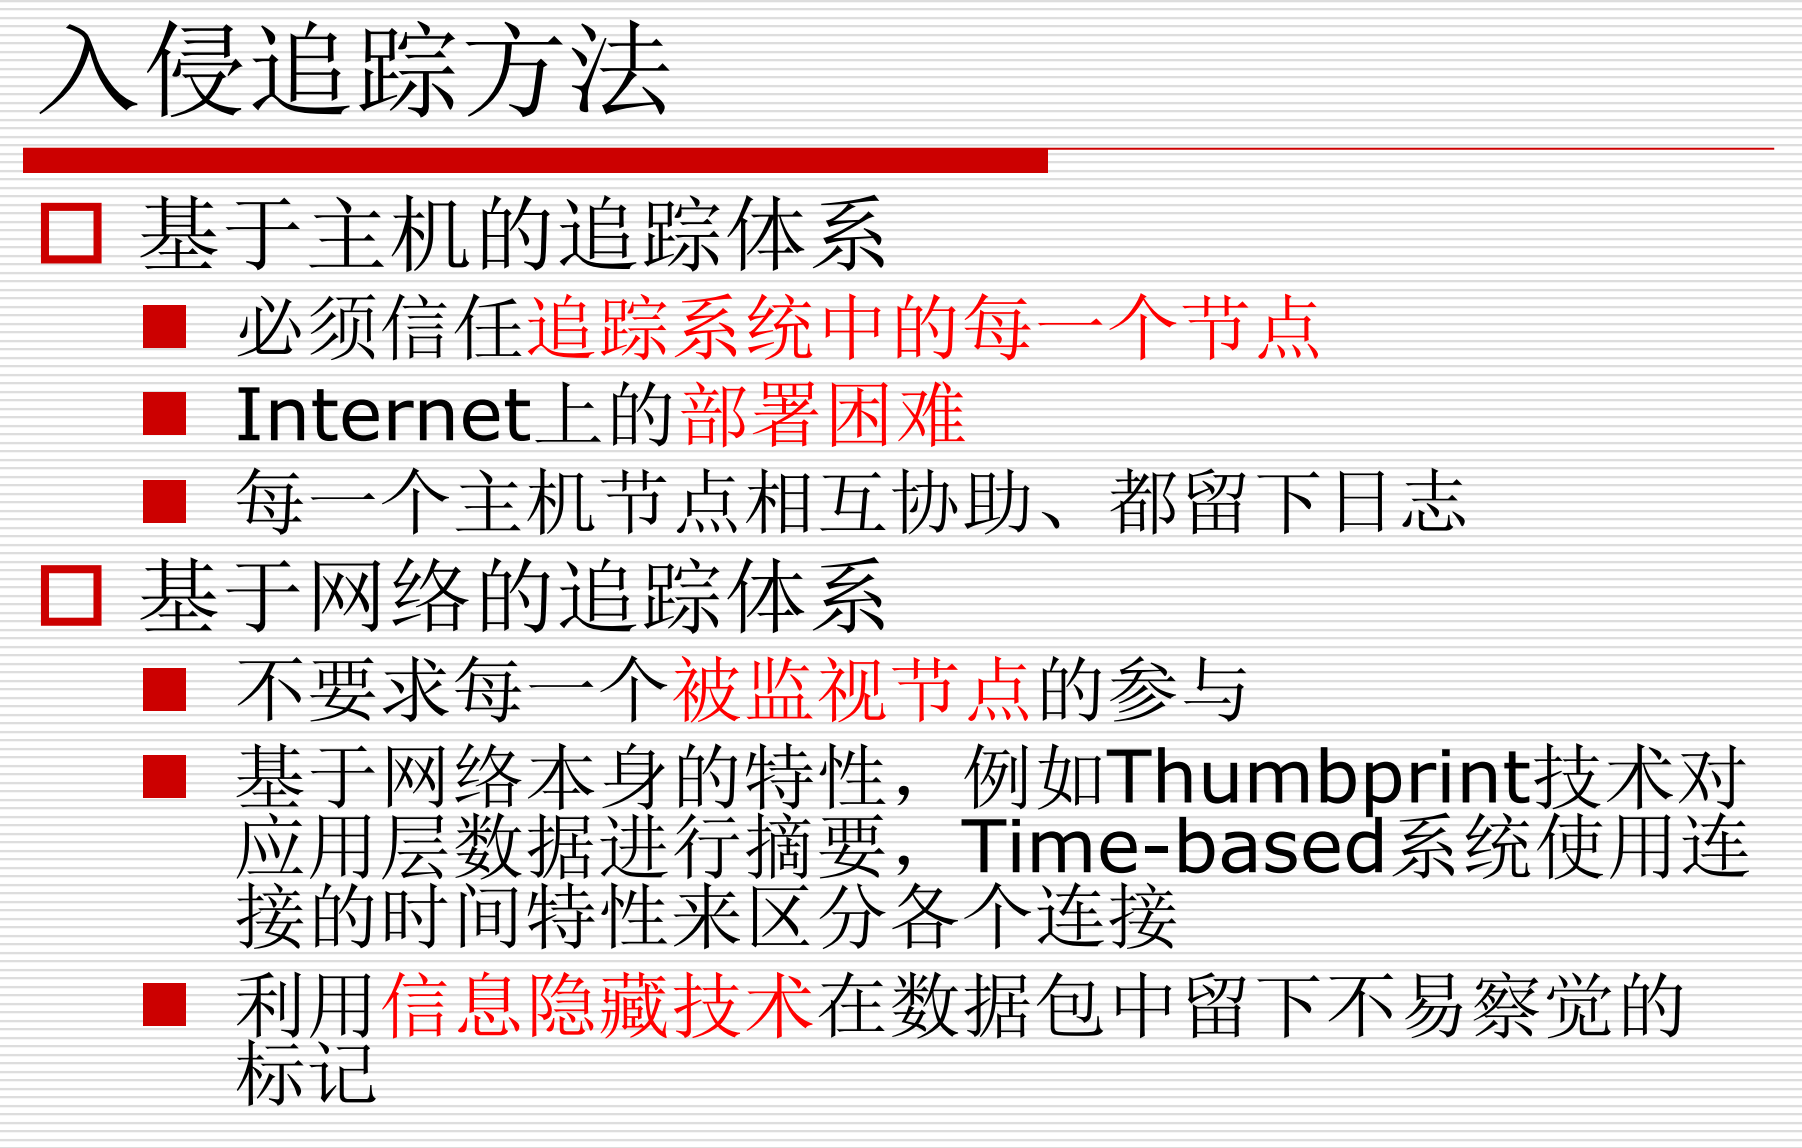 入侵追踪方法
基于主机的追踪体系
必须信任追踪系统中的每一个节点
Internet上的部署困难
每一个主机节点相互协助、都留下日志
基于网络的追踪体系
不要求每一个被监视节点的参与
基于网络本身的特性，例如Thumbprint技术对
应用层数据进行摘要，Time-based系统使用连
接的时间特性来区分各个连接
利用信息隐藏技术在数据包中留下不易察觉的
标记